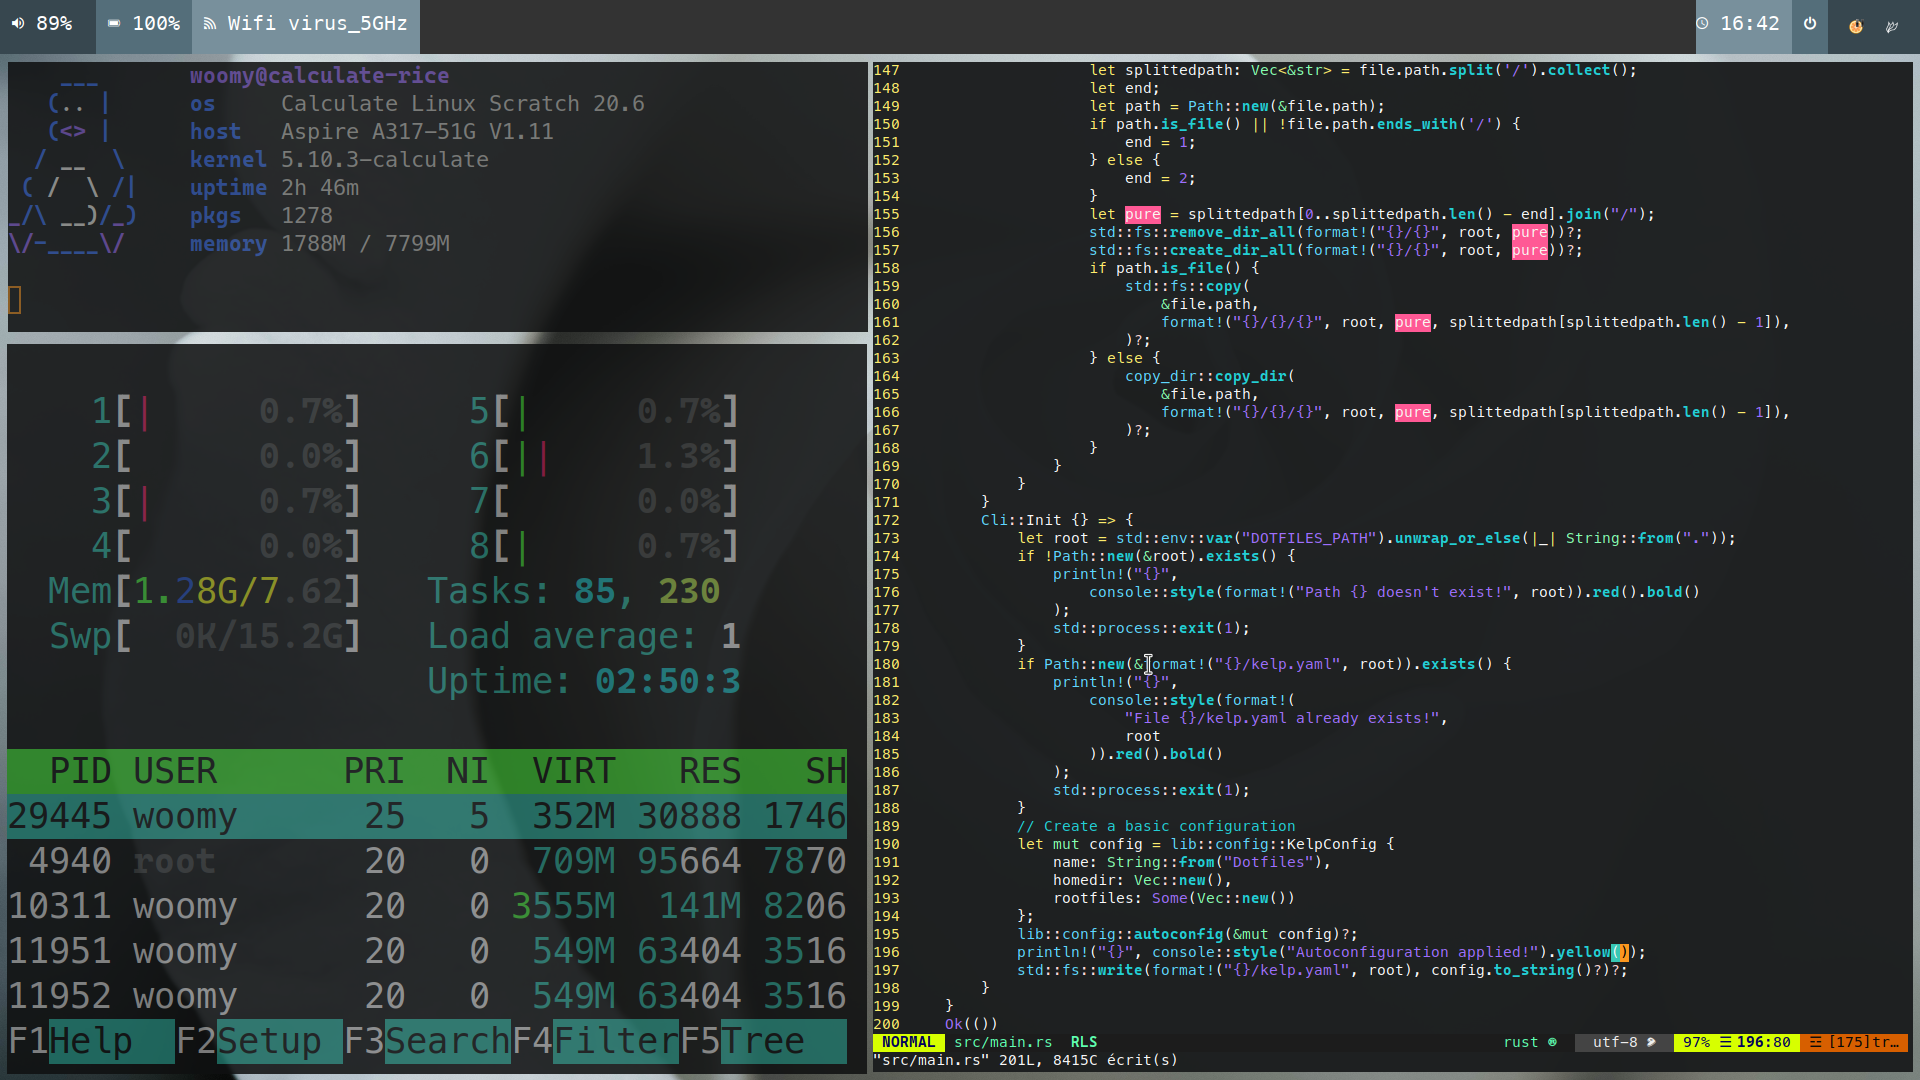 89% 100% Wifi virus_5GHz 16:42
woomy@calculate-rice
os Calculate Linux Scratch 20.6
host Aspire A317-51G V1.11
kernel 5.10.3-calculate
uptime 2h 46m
pkgs 1278
memory 1788M / 7799M
    ___
   (.. |
   (<> |
  / __  \
 ( /  \ /|
_/\ __)/_)
\/-____\/
1[| 0.7%] 5[| 0.7%]
2[ 0.0%] 6[|| 1.3%]
3[| 0.7%] 7[ 0.0%]
4[ 0.0%] 8[| 0.7%]
Mem[1.28G/7.62] Tasks: 85, 230
Swp[ 0K/15.2G] Load average: 1
Uptime: 02:50:3
PID USER PRI NI VIRT RES SH
29445 woomy 25 5 352M 30888 1746
4940 root 20 0 709M 95664 7870
10311 woomy 20 0 3555M 141M 8206
11951 woomy 20 0 549M 63404 3516
11952 woomy 20 0 549M 63404 3516
F1Help F2Setup F3SearchF4FilterF5Tree
147 let splittedpath: Vec<&str> = file.path.split('/').collect();
148 let end;
149 let path = Path::new(&file.path);
150 if path.is_file() || !file.path.ends_with('/') {
151 end = 1;
152 } else {
153 end = 2;
154 }
155 let pure = splittedpath[0..splittedpath.len() - end].join("/");
156 std::fs::remove_dir_all(format!("{}/{}", root, pure))?;
157 std::fs::create_dir_all(format!("{}/{}", root, pure))?;
158 if path.is_file() {
159 std::fs::copy(
160 &file.path,
161 format!("{}/{}/{}", root, pure, splittedpath[splittedpath.len() - 1]),
162 )?;
163 } else {
164 copy_dir::copy_dir(
165 &file.path,
166 format!("{}/{}/{}", root, pure, splittedpath[splittedpath.len() - 1]),
167 )?;
168 }
169 }
170 }
171 }
172 Cli::Init {} => {
173 let root = std::env::var("DOTFILES_PATH").unwrap_or_else(|_| String::from("."));
174 if !Path::new(&root).exists() {
175 println!("{}",
176 console::style(format!("Path {} doesn't exist!", root)).red().bold()
177 );
178 std::process::exit(1);
179 }
180 if Path::new(&format!("{}/kelp.yaml", root)).exists() {
181 println!("{}",
182 console::style(format!(
183 "File {}/kelp.yaml already exists!",
184 root
185 )).red().bold()
186 );
187 std::process::exit(1);
188 }
189 // Create a basic configuration
190 let mut config = lib::config::KelpConfig {
191 name: String::from("Dotfiles"),
192 homedir: Vec::new(),
193 rootfiles: Some(Vec::new())
194 };
195 lib::config::autoconfig(&mut config)?;
196 println!("{}", console::style("Autoconfiguration applied!").yellow());
197 std::fs::write(format!("{}/kelp.yaml", root), config.to_string()?)?;
198 }
199 }
200 Ok(())
NORMAL src/main.rs RLS rust utf-8 97% ☰ 196:80 ☲ [175]tr…
"src/main.rs" 201L, 8415C écrit(s)